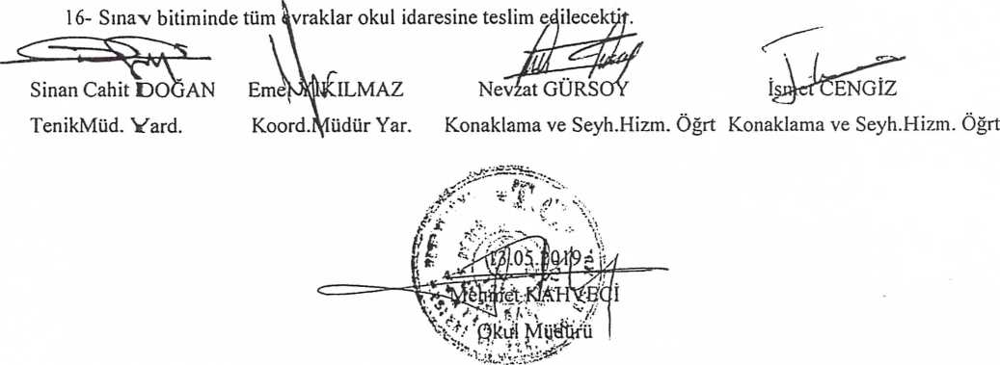 16- Sınav bitiminde tüm evraklar okul idaresine teslim edilecektir.
Sinan Cahit DOĞAN Emel YIKILMAZ Nevzat GÜRSOY İsmet CENGİZ
TenikMüd. Yard. Koord.Müdür Yar. Konaklama ve Seyh.Hizm. Öğrt Konaklama ve Seyh.Hizm. Öğrt
T.C.
13.05.2019
Mehmet KAHVECİ
Okul Müdürü